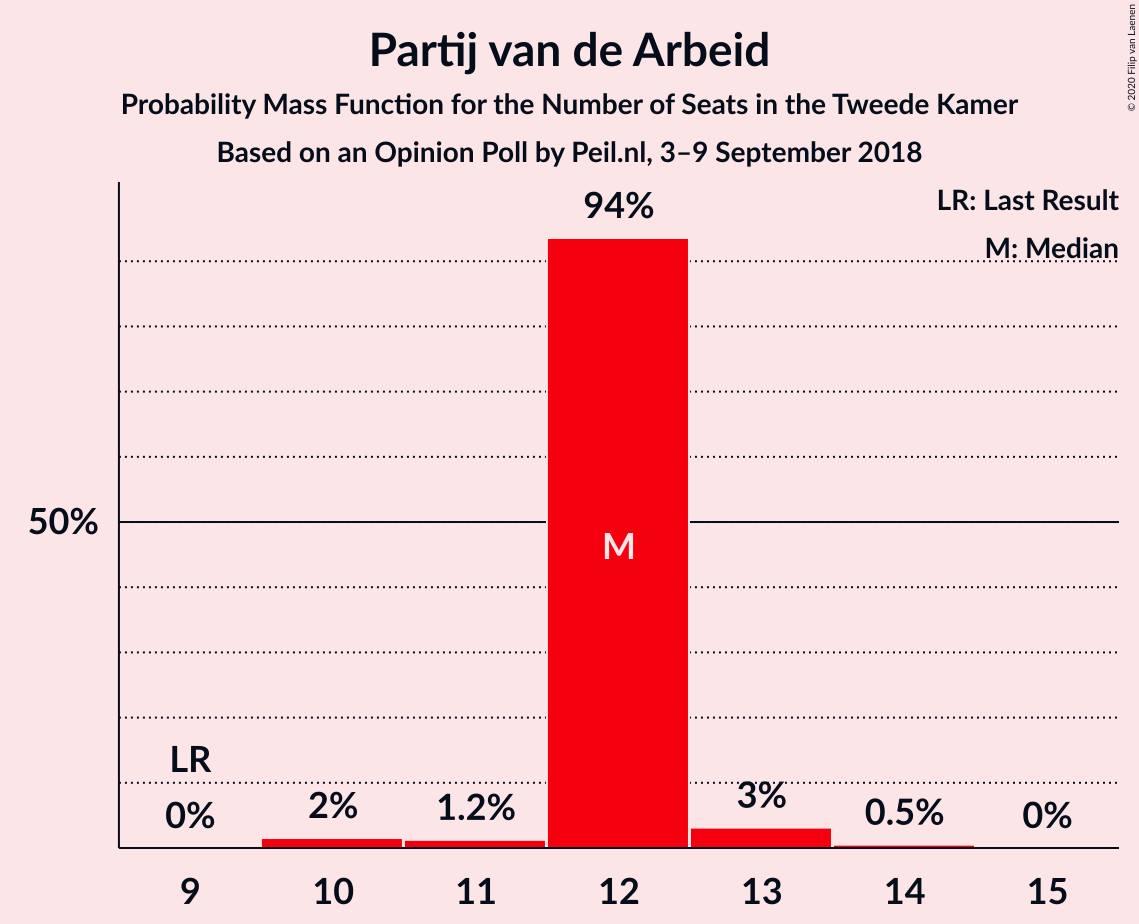 Partij van de Arbeid
Probability Mass Function for the Number of Seats in the Tweede Kamer
Based on an Opinion Poll by Peil.nl, 3–9 September 2018
© 2020 Filip van Laenen
LR: Last Result
M: Median
94%
50%
M
LR
0%
2%
1.2%
3%
0.5%
0%
9
10
11
12
13
14
15